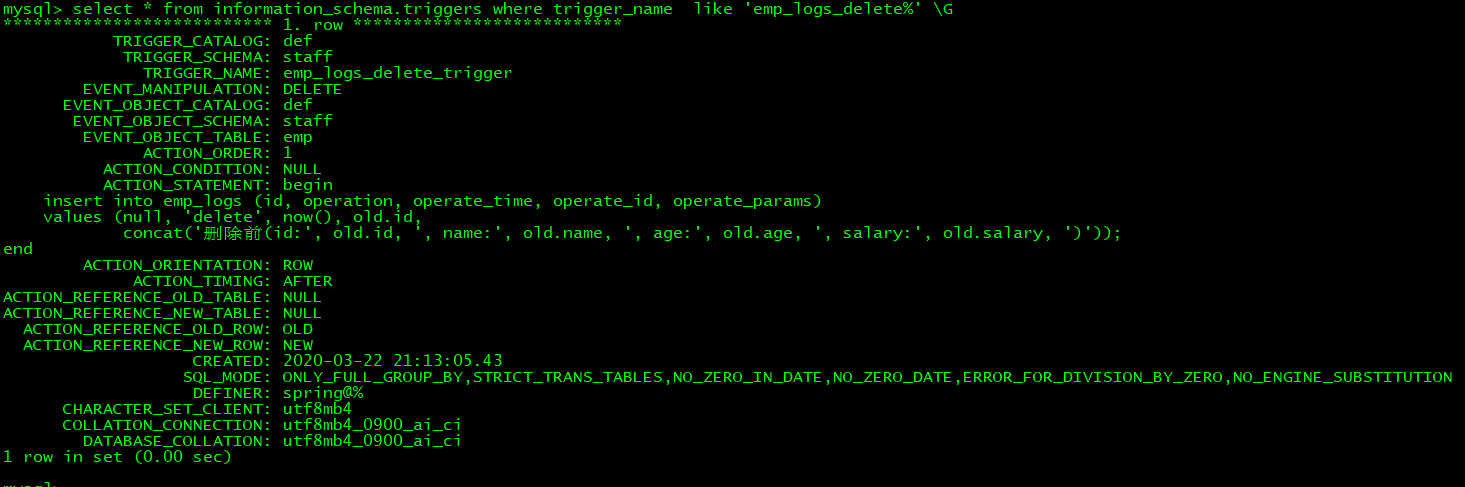 mysql> select * from information_schema.triggers where trigger_name  like 'emp_logs_delete%' \G
*************************** 1. row ***************************
TRIGGER_CATALOG: def
TRIGGER_SCHEMA: staff
TRIGGER_NAME: emp_logs_delete_trigger
EVENT_MANIPULATION: DELETE
EVENT_OBJECT_CATALOG: def
EVENT_OBJECT_SCHEMA: staff
EVENT_OBJECT_TABLE: emp
ACTION_ORDER: 1
ACTION_CONDITION: NULL
ACTION_STATEMENT: begin
insert into emp_logs (id, operation, operate_time, operate_id, operate_params)
values (null, 'delete', now(), old.id,
concat('删除前(id:', old.id, ', name:', old.name, ', age:', old.age, ', salary:', old.salary, ')'));
end
ACTION_ORIENTATION: ROW
ACTION_TIMING: AFTER
ACTION_REFERENCE_OLD_TABLE: NULL
ACTION_REFERENCE_NEW_TABLE: NULL
ACTION_REFERENCE_OLD_ROW: OLD
ACTION_REFERENCE_NEW_ROW: NEW
CREATED: 2020-03-22 21:13:05.43
SQL_MODE: ONLY_FULL_GROUP_BY,STRICT_TRANS_TABLES,NO_ZERO_IN_DATE,NO_ZERO_DATE,ERROR_FOR_DIVISION_BY_ZERO,NO_ENGINE_SUBSTITUTION
DEFINER: spring@%
CHARACTER_SET_CLIENT: utf8mb4
COLLATION_CONNECTION: utf8mb4_0900_ai_ci
DATABASE_COLLATION: utf8mb4_0900_ai_ci
1 row in set (0.00 sec)